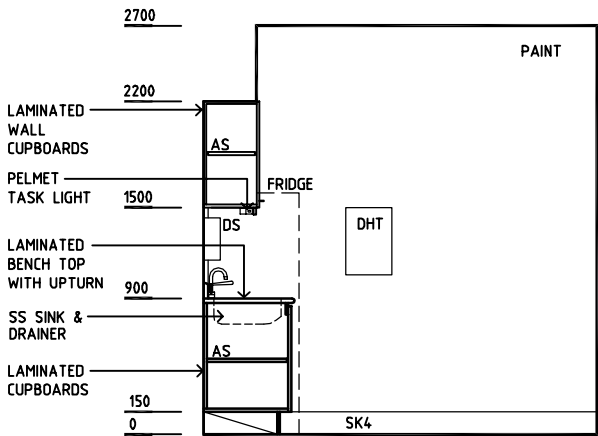 2700
PAINT
2200
LAMINATED
WALL
CUPBOARDS
AS
PELMET
TASK LIGHT
FRIDGE
1500
DS
DHT
LAMINATED
BENCH TOP
WITH UPTURN
900
SS SINK &
DRAINER
AS
LAMINATED
CUPBOARDS
150
0
SK4